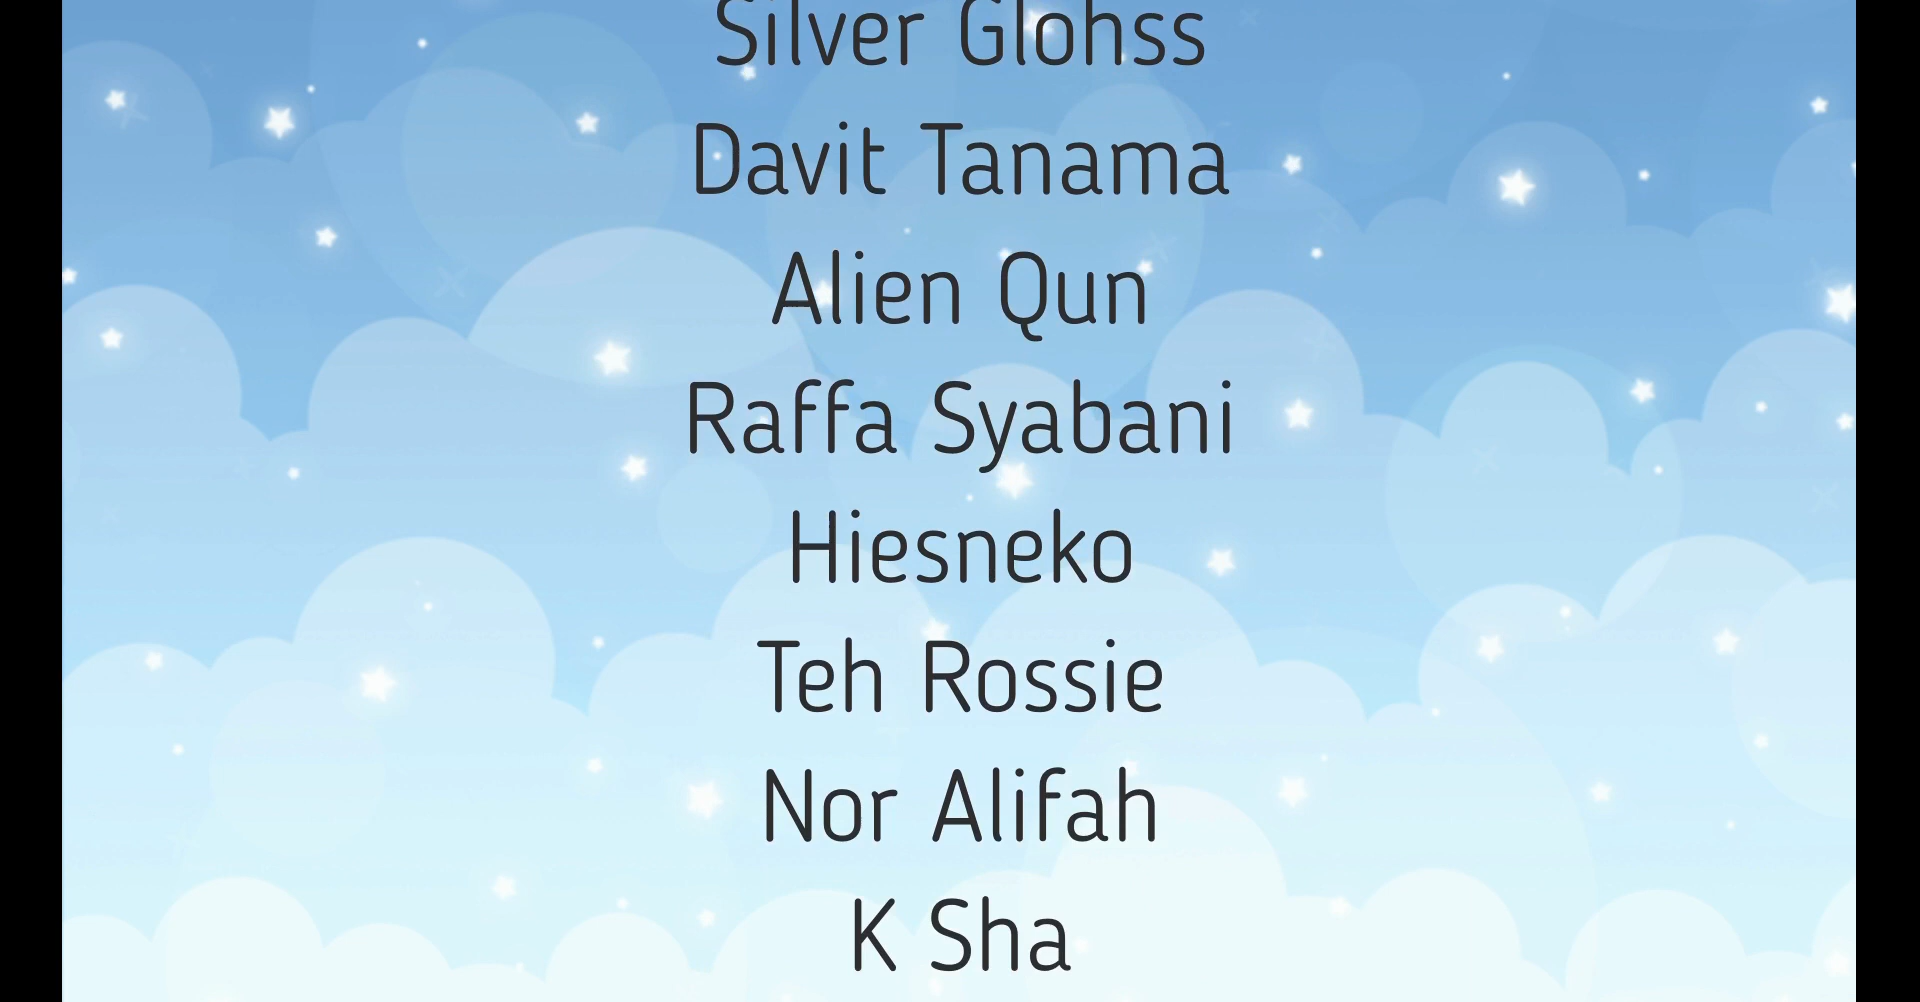 Silver Glohss
Davit Tanama
Alien Qun
Raffa Syabani
Hiesneko
Teh Rossie
Nor Alifah
K Sha